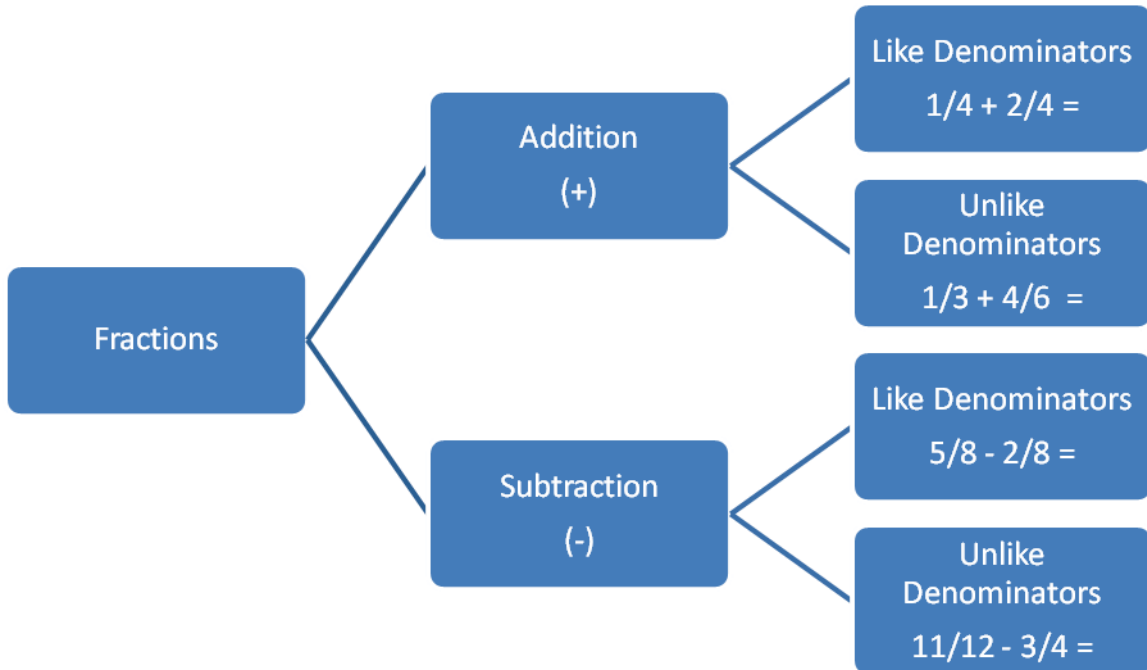 Fractions
Addition
(+)
Like Denominators
1/4 + 2/4 =
Unlike
Denominators
1/3 + 4/6 =
Subtraction
(-)
Like Denominators
5/8 - 2/8 =
Unlike
Denominators
11/12 - 3/4 =